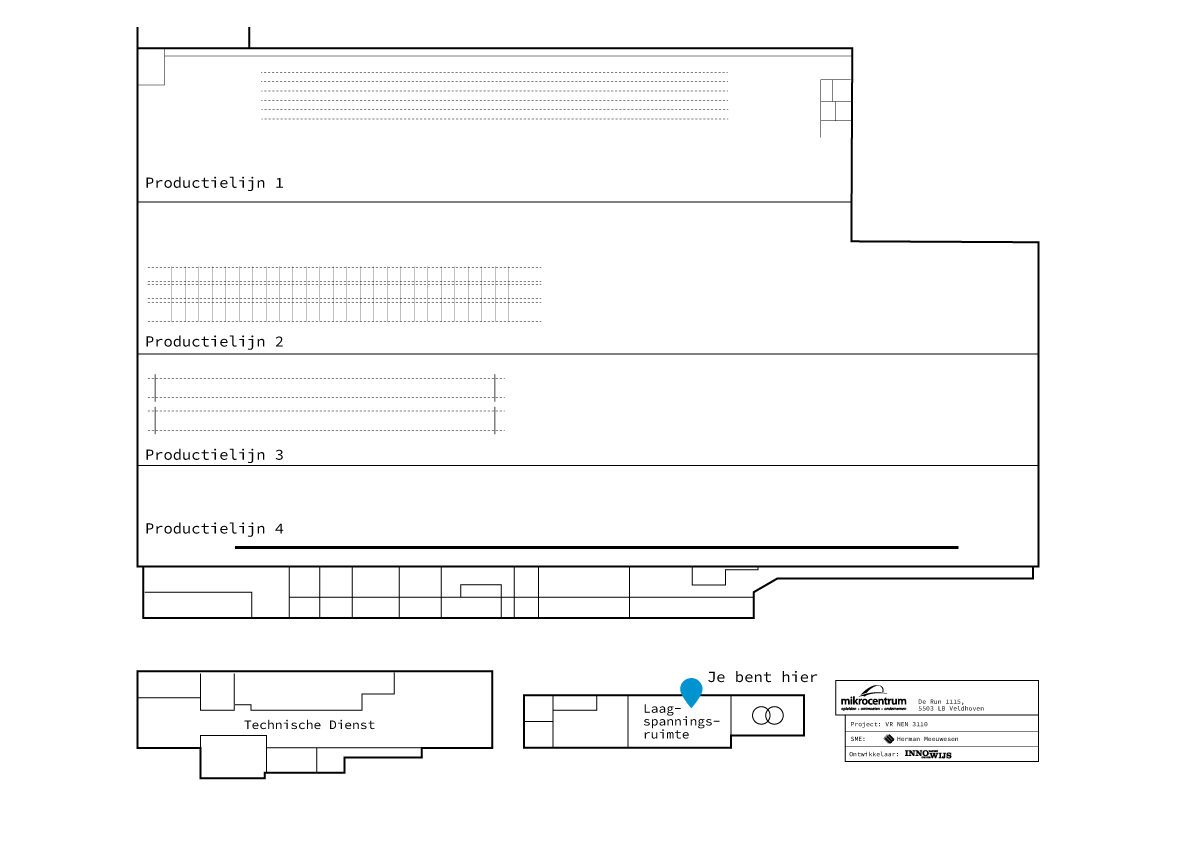 Productielijn 1
Productielijn 2
Productielijn 3
Productielijn 4
Je bent hier
Laag-
spannings-
ruimte
Technische Dienst
mikrocentrum
opleiden • ontmoeten • ondernemen
De Run 1115,
5503 LB Veldhoven
Project: VR NEN 3110
SME: Herman Meeuwesen
Ontwikkelaar: INNOWIJS